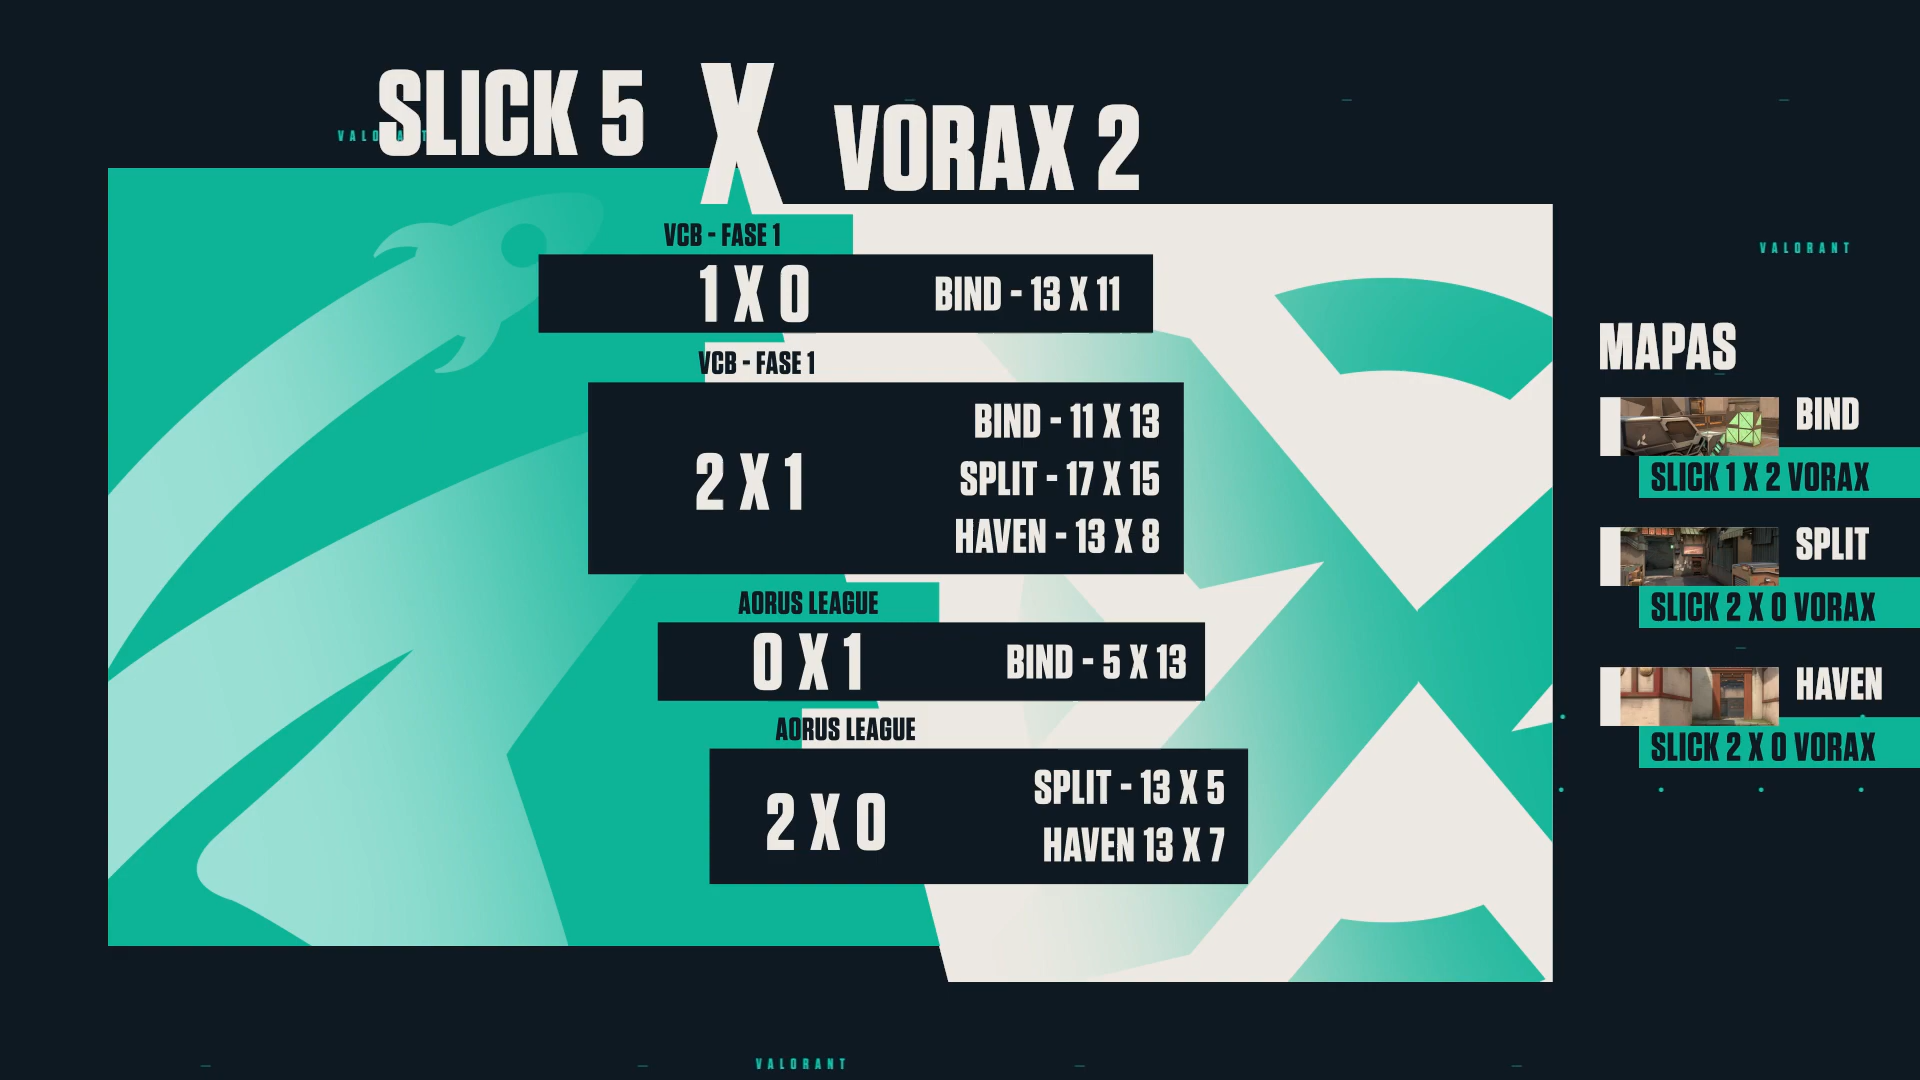 SLICK 5 X VORAX 2
VALORANT
VCB - FASE 1
1 X 0 BIND - 13 X 11
VCB - FASE 1
2 X 1
BIND - 11 X 13
SPLIT - 17 X 15
HAVEN - 13 X 8
AORUS LEAGUE
0 X 1 BIND - 5 X 13
AORUS LEAGUE
2 X 0
SPLIT - 13 X 5
HAVEN 13 X 7
VALORANT
MAPAS
BIND
SLICK 1 X 2 VORAX
SPLIT
SLICK 2 X 0 VORAX
HAVEN
SLICK 2 X 0 VORAX
VALORANT